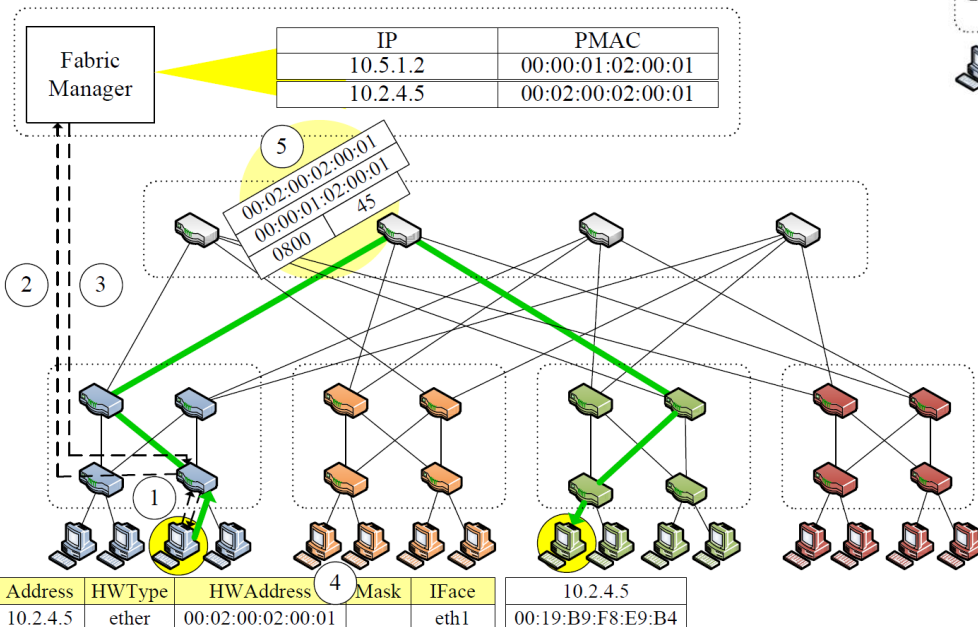 Fabric
Manager
IP PMAC
10.5.1.2 00:00:01:02:00:01
10.2.4.5 00:02:00:02:00:01
5
00:02:00:02:00:01
00:00:01:02:00:01
0800 45
2
3
1
4
Address HWType HWAddress Mask IFace
10.2.4.5 ether 00:02:00:02:00:01 eth1
10.2.4.5
00:19:B9:F8:E9:B4